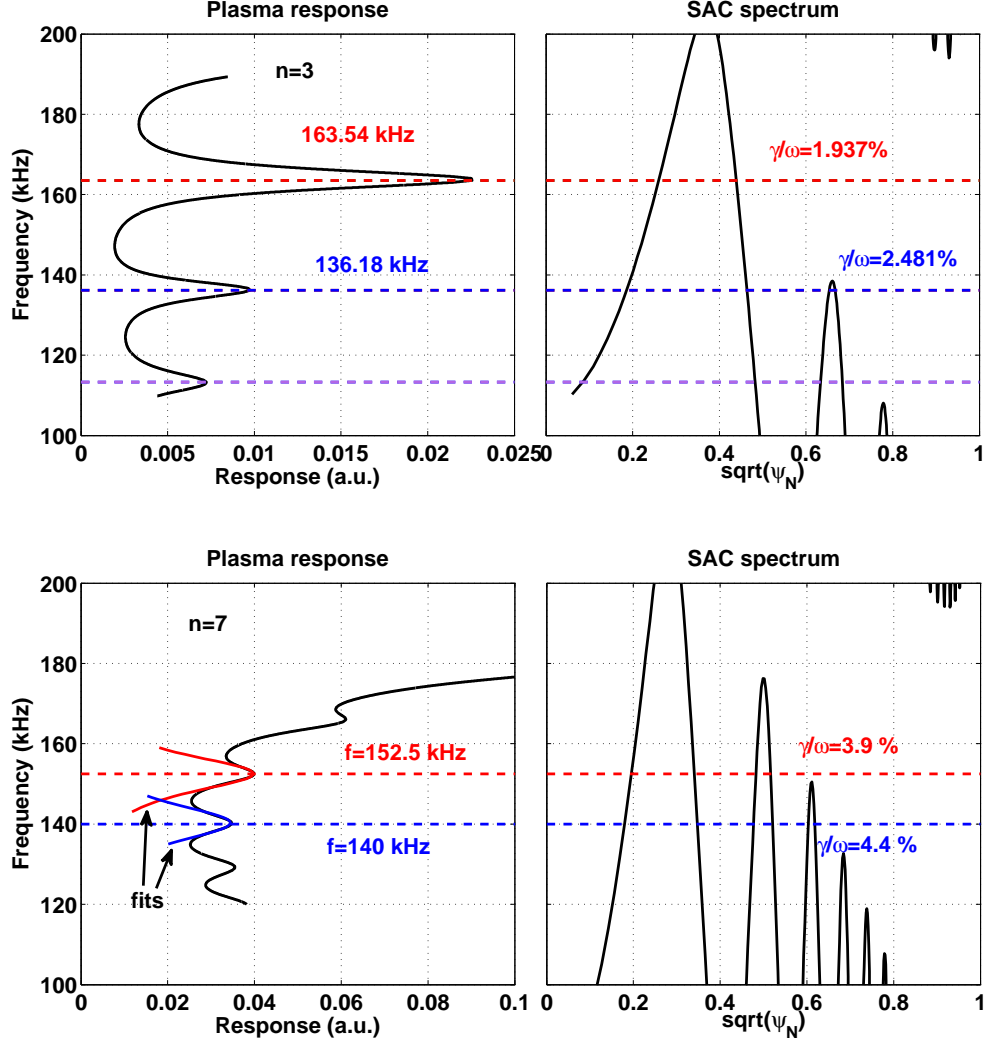 Plasma response
SAC spectrum
200
180
160
140
120
100
Frequency (kHz)
n=3
163.54 kHz
136.18 kHz
γ/ω=1.937%
γ/ω=2.481%
0
0.005
0.01
0.015
0.02
0.025
Response (a.u.)
0
0.2
0.4
0.6
0.8
1
sqrt(ψ_N)
Plasma response
SAC spectrum
200
180
160
140
120
100
Frequency (kHz)
n=7
f=152.5 kHz
f=140 kHz
fits
γ/ω=3.9 %
γ/ω=4.4 %
0
0.02
0.04
0.06
0.08
0.1
Response (a.u.)
0
0.2
0.4
0.6
0.8
1
sqrt(ψ_N)